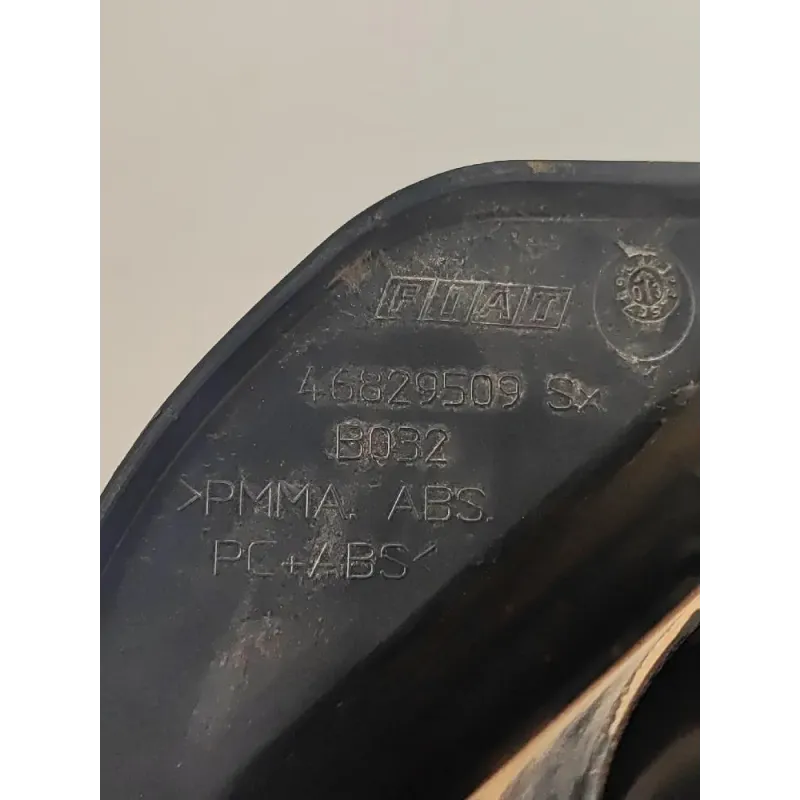 FIAT
46829509 Sx
B032
>PMMA. ABS.
PC+ABS<